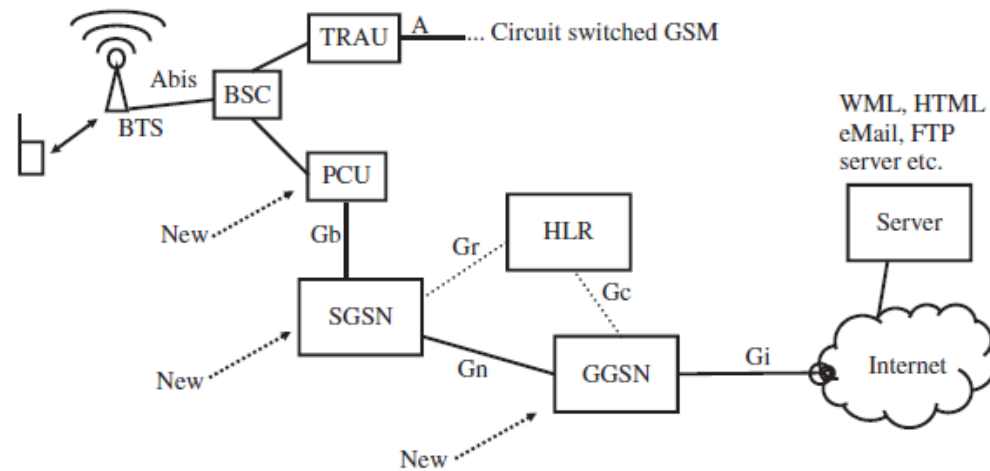 TRAU
A
... Circuit switched GSM
Abis
BSC
BTS
WML, HTML
eMail, FTP
server etc.
PCU
New
Gb
Gr
HLR
Server
Gc
SGSN
New
Gn
GGSN
Gi
Internet
New